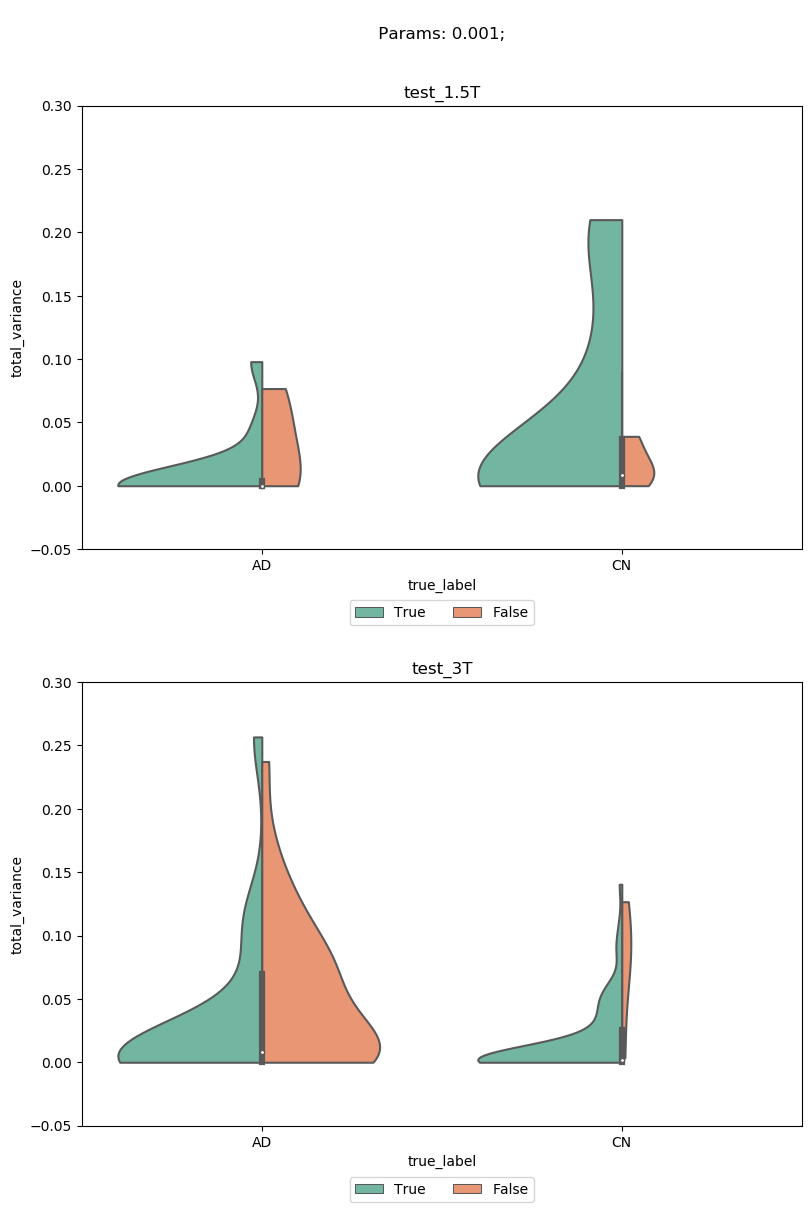 Params: 0.001;
test_1.5T
0.30
0.25
0.20
0.15
0.10
0.05
0.00
−0.05
total_variance
AD CN
true_label
True False
test_3T
0.30
0.25
0.20
0.15
0.10
0.05
0.00
−0.05
total_variance
AD CN
true_label
True False